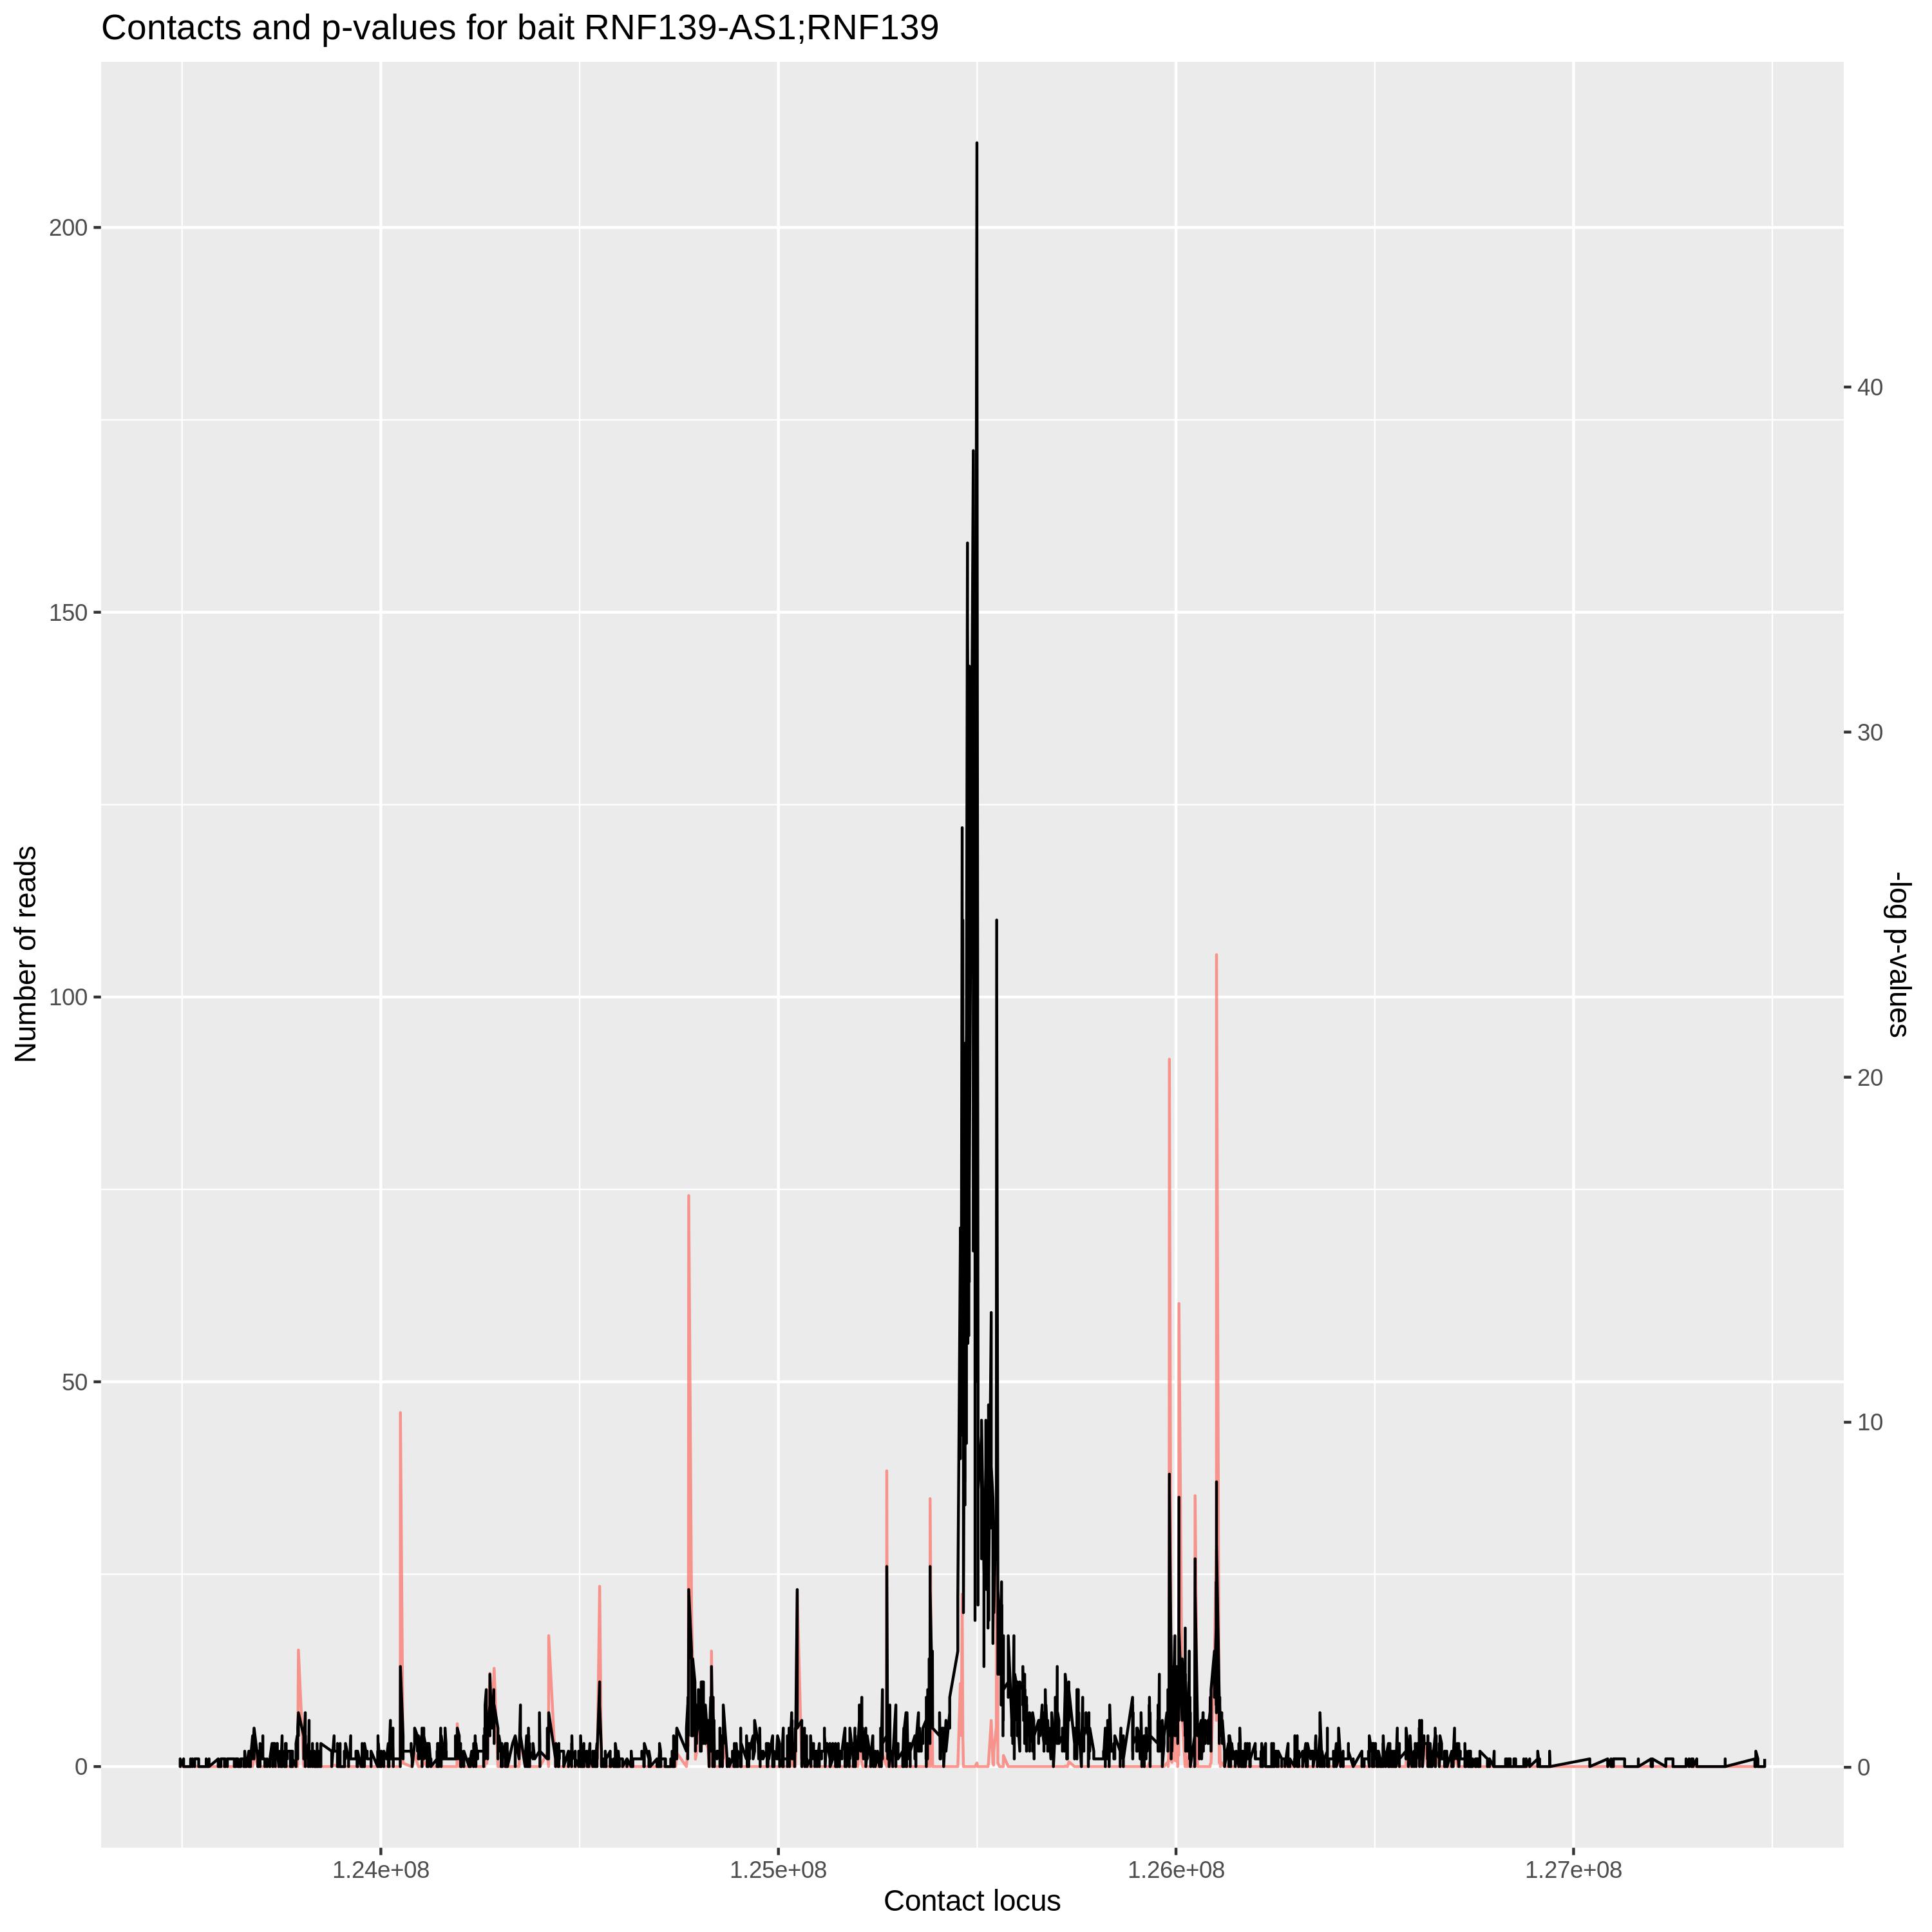 Contacts and p-values for bait RNF139-AS1;RNF139
Number of reads
200
150
100
50
0
40
30
20
10
0
-log p-values
1.24e+08
1.25e+08
1.26e+08
1.27e+08
Contact locus